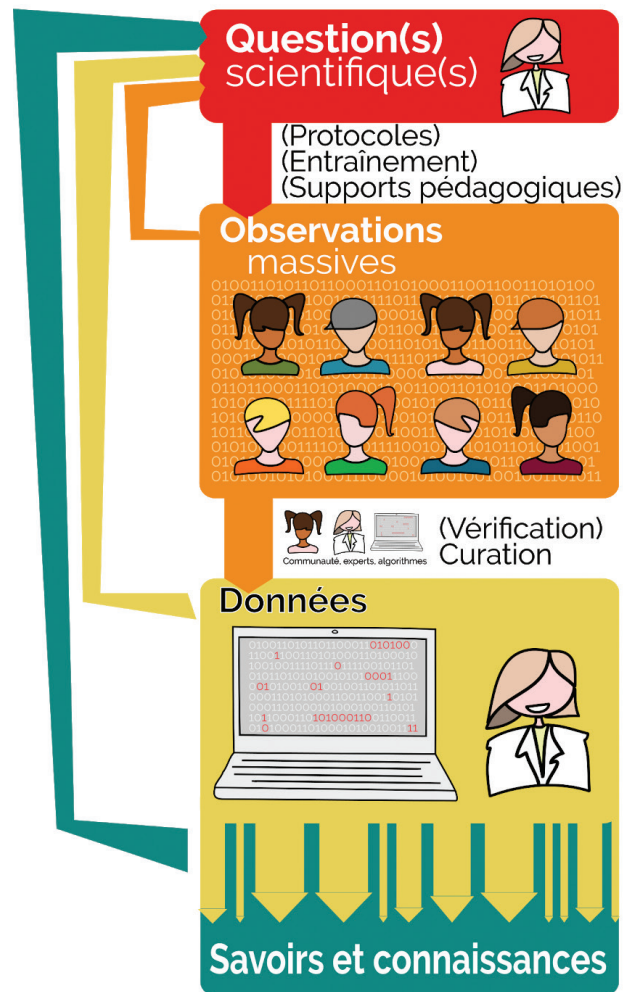 Question(s)
scientifique(s)
(Protocoles)
(Entraînement)
(Supports pédagogiques)
Observations
massives
Communauté, experts, algorithmes
(Vérification)
Curation
Données
Savoirs et connaissances